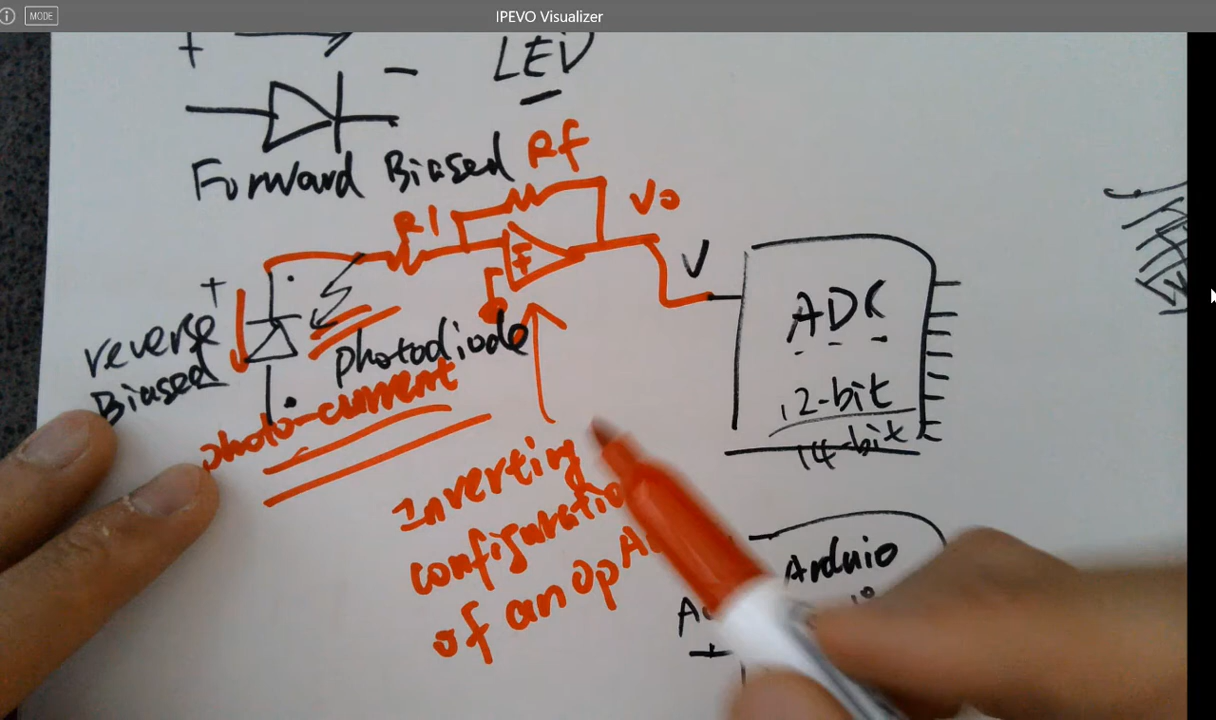 MODE
IPEVO Visualizer
+
-
LED
Forward Biased
Rf
R1
Vo
V
+
reverse
Biased
photodiode
photo-current
Inverting
configuration
of an Op
ADC
12-bit
14-bit
Arduio